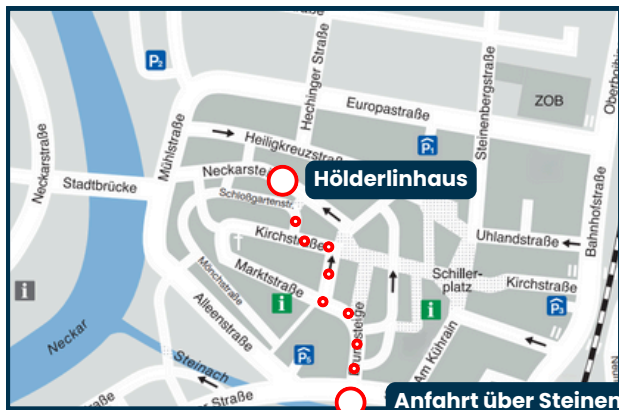 P2
Hechinger Straße
Steinenbergstraße
ZOB
Europastraße
Mühlstraße
Heiligkreuzstraße
P1
Neckarstraße
Neckarste
Hölderlinhaus
Stadtbrücke
Schloßgartenstr.
Bahnhofstraße
Kirchstraße
Uhlandstraße
Mönchstraße
Marktstraße
Schiller-
platz
Kirchstraße
i
i
i
P3
Alleenstraße
Neckar
Steinach
P5
Am Kührain
Anfahrt über Steinen